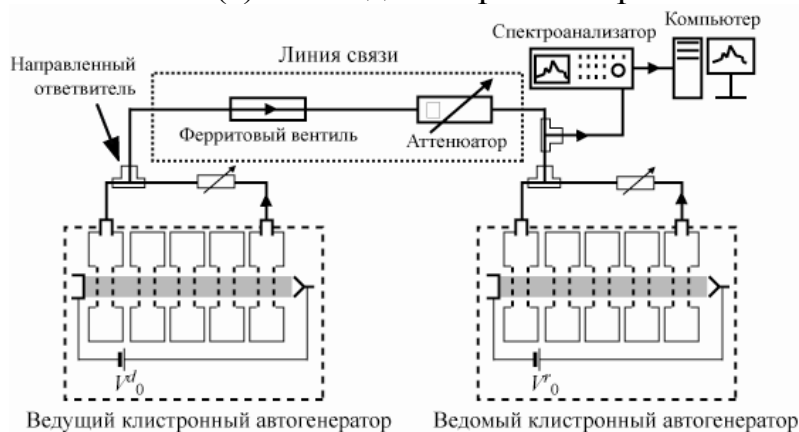 Компьютер
Спектроанализатор
Линия связи
Направленный
ответвитель
Ферритовый вентиль
Аттенюатор
V^d_0
V^r_0
Ведущий клистронный автогенератор
Ведомый клистронный автогенератор